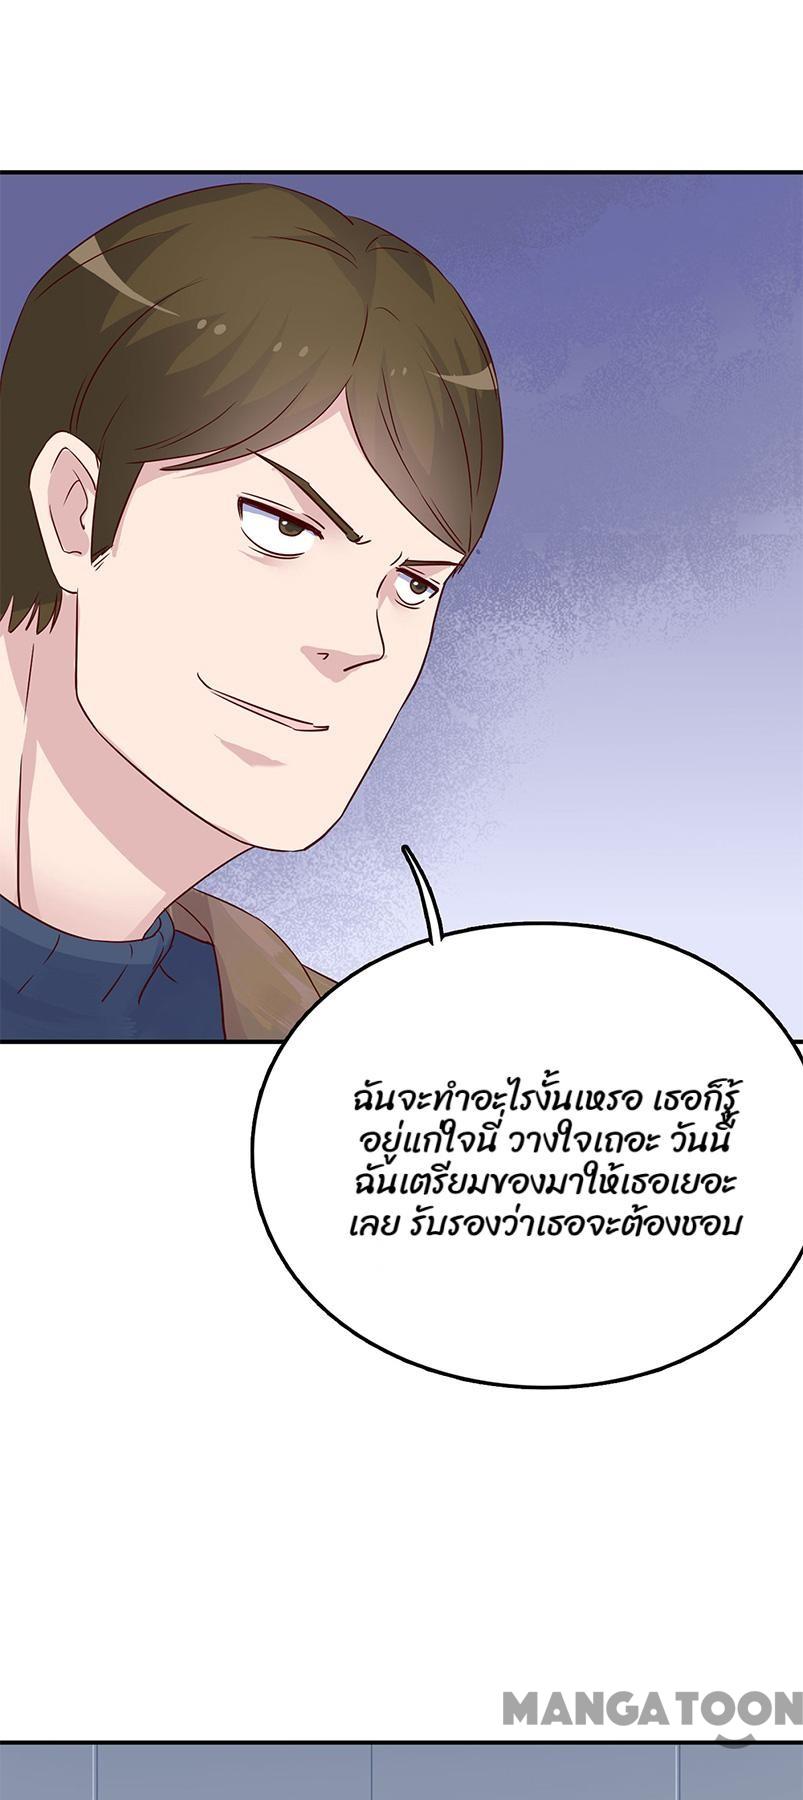 ฉันจะทำอะไรงั้นเหรอ เธอก็รู้
อยู่แก่ใจนี่ วางใจเถอะ วันนี้
ฉันเตรียมของมาให้เธอเยอะ
เลย รับรองว่าเธอจะต้องชอบ
MANGATOON